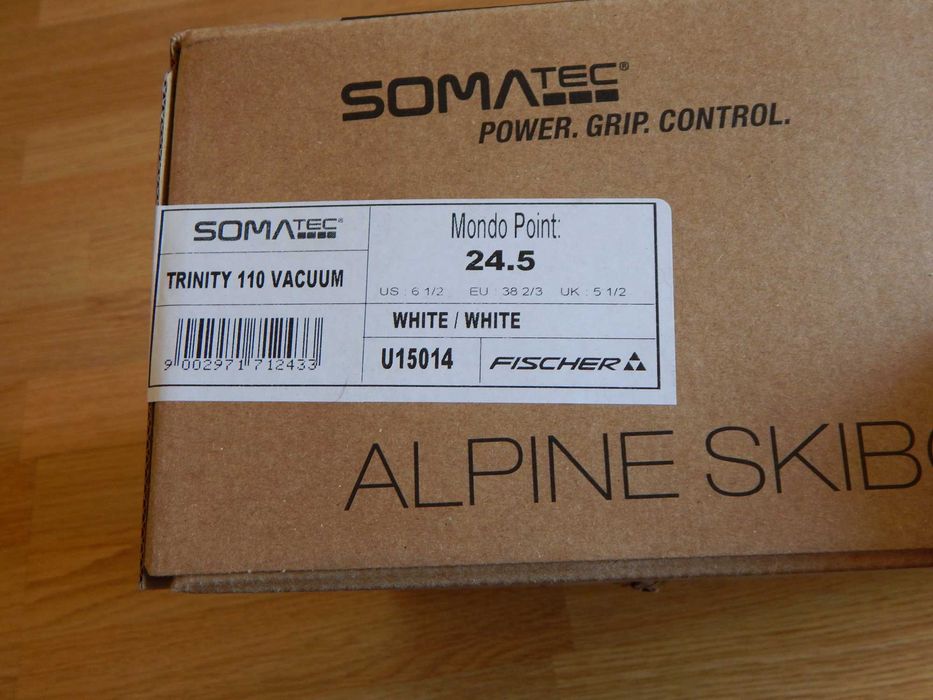 SOMATEC®
POWER. GRIP. CONTROL.
SOMATEC®
TRINITY 110 VACUUM
9 002971 712433
Mondo Point:
24.5
US : 6 1/2 EU : 38 2/3 UK : 5 1/2
WHITE / WHITE
U15014
FISCHER
ALPINE SKIB